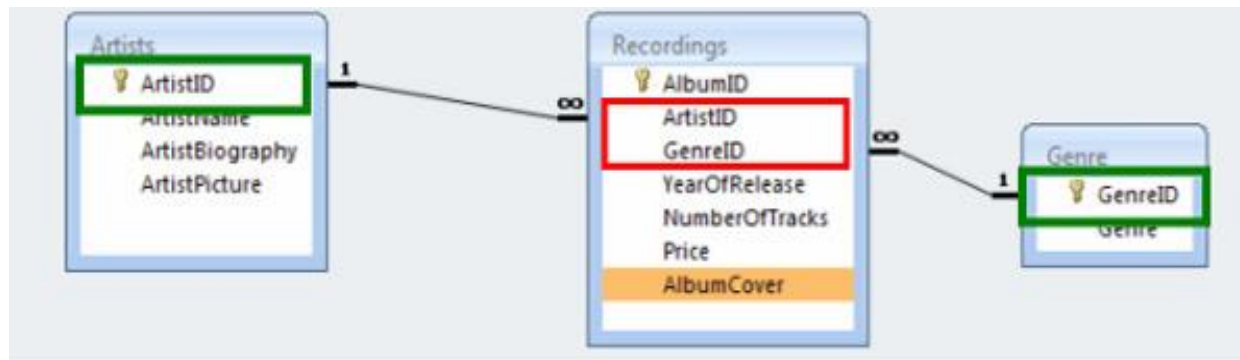 Artists
ArtistID
ArtistName
ArtistBiography
ArtistPicture
1
∞
Recordings
AlbumID
ArtistID
GenreID
YearOfRelease
NumberOfTracks
Price
AlbumCover
∞
1
Genre
GenreID
Genre